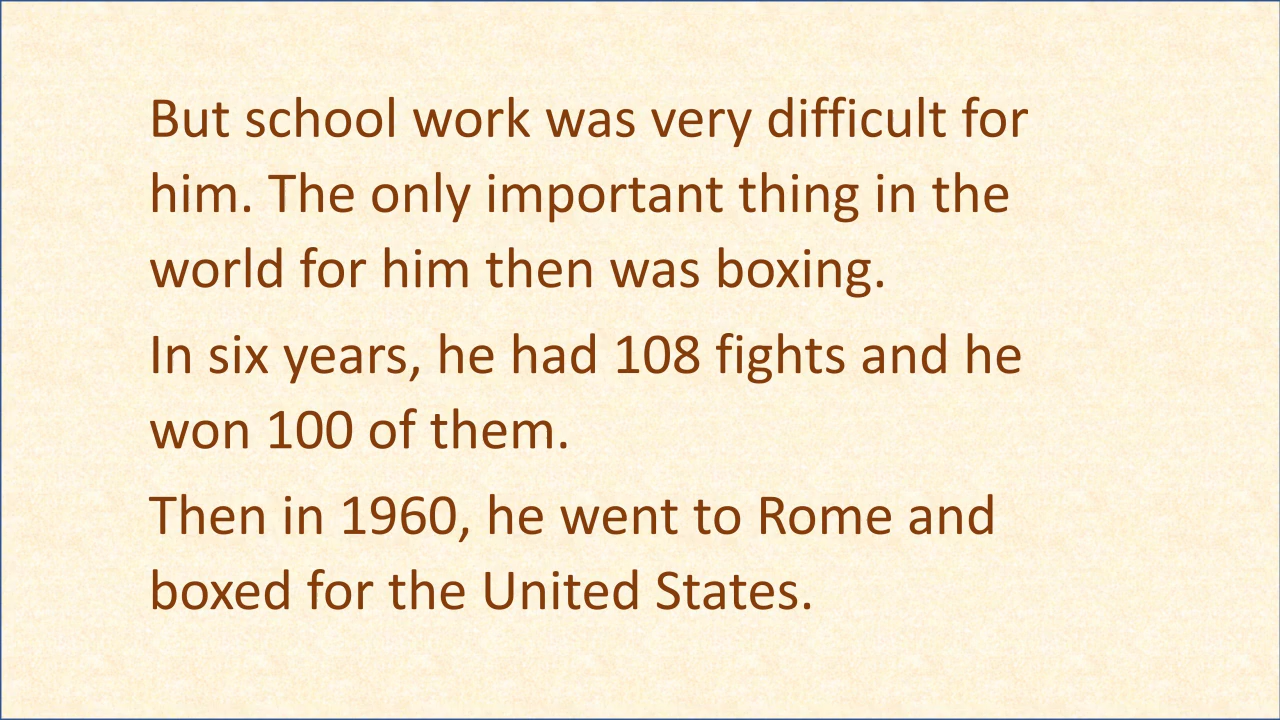 But school work was very difficult for
him. The only important thing in the
world for him then was boxing.
In six years, he had 108 fights and he
won 100 of them.
Then in 1960, he went to Rome and
boxed for the United States.